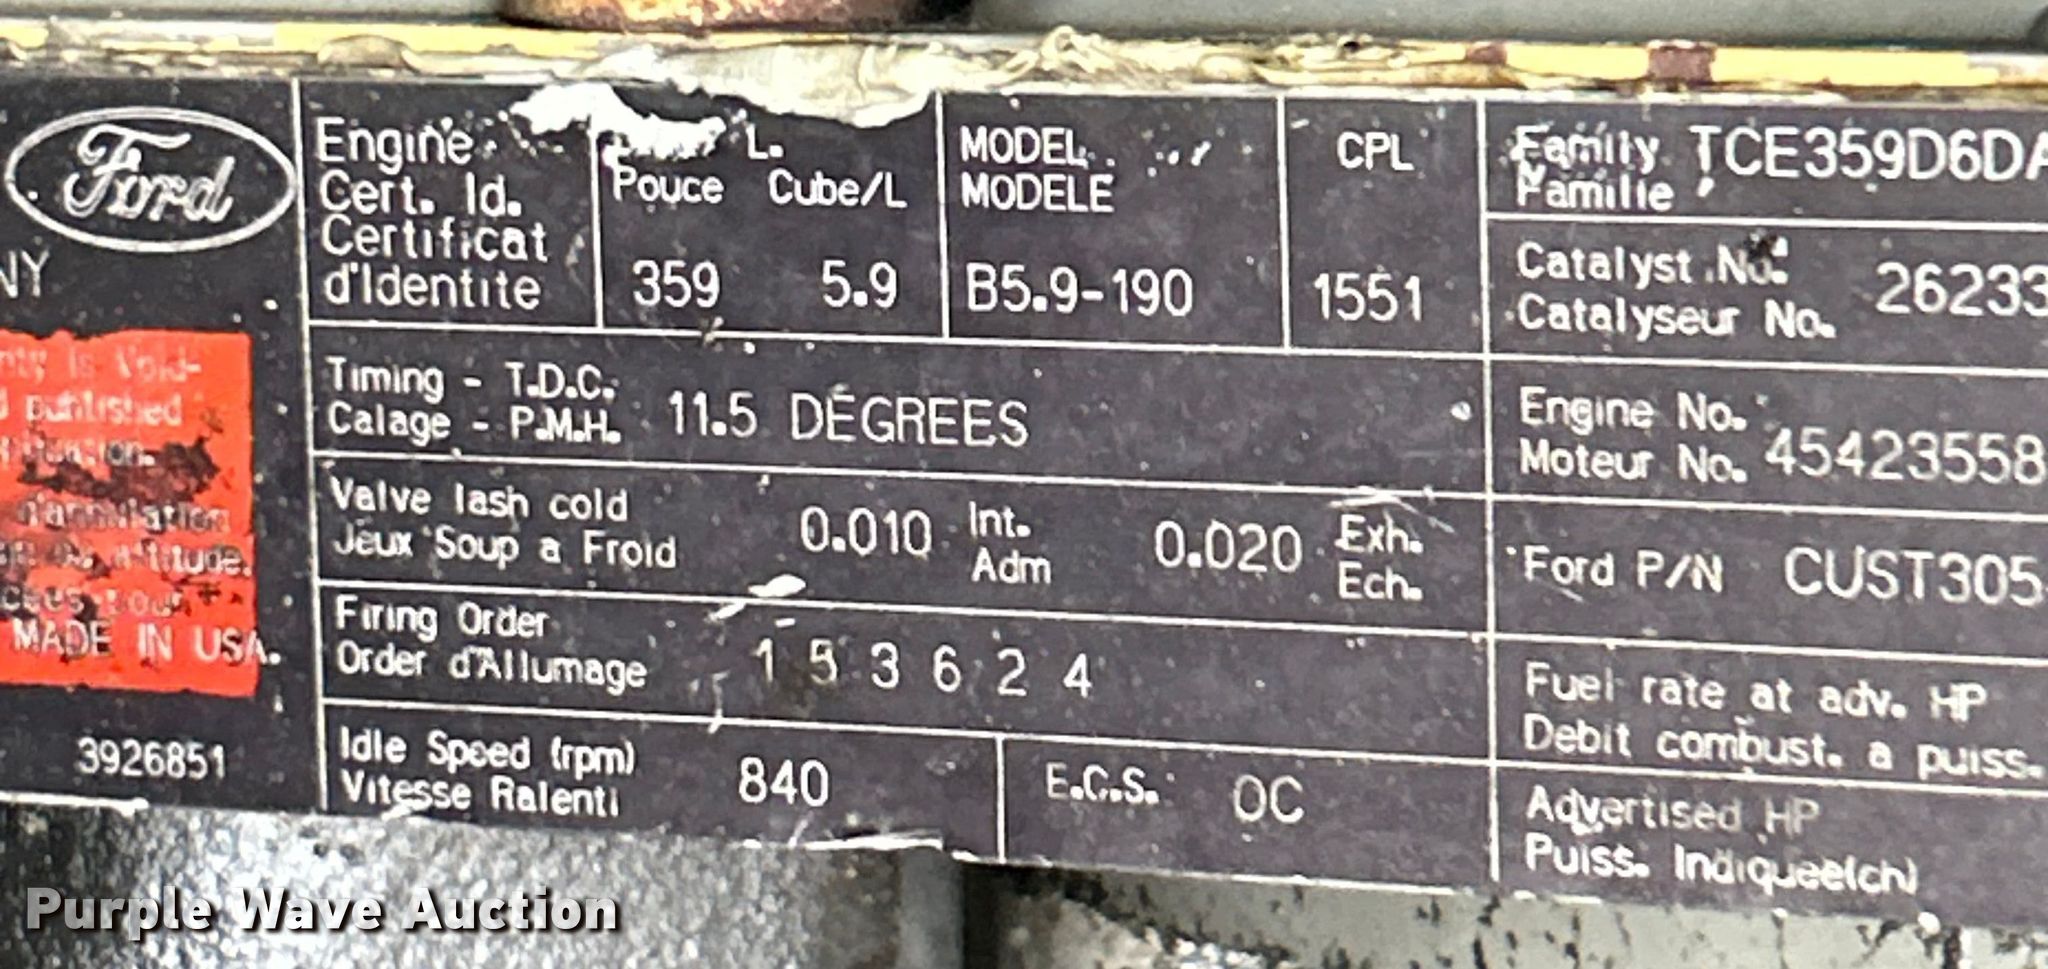 Ford
NY
Void-
published
d'annulation
altitude.
MADE IN USA.
3926851
Engine
Cert. Id.
Certificat
d'Identite
L.
Pouce Cube/L
359 5.9
MODEL
MODELE
B5.9-190
CPL
1551
Family TCE359D6DA
Famille
Catalyst No. 26233
Catalyseur No.
Timing - T.D.C. 11.5 DEGREES
Calage - P.M.H.
Engine No. 45423558
Moteur No.
Valve lash cold 0.010 Int. 0.020 Exh.
Jeux Soup a Froid Adm Ech.
Ford P/N CUST305
Firing Order 1 5 3 6 2 4
Order d'Allumage
Fuel rate at adv. HP
Debit combust. a puiss.
Idle Speed (rpm) 840 E.C.S. OC
Vitesse Ralenti
Advertised HP
Puiss. Indiquee(ch)
Purple Wave Auction